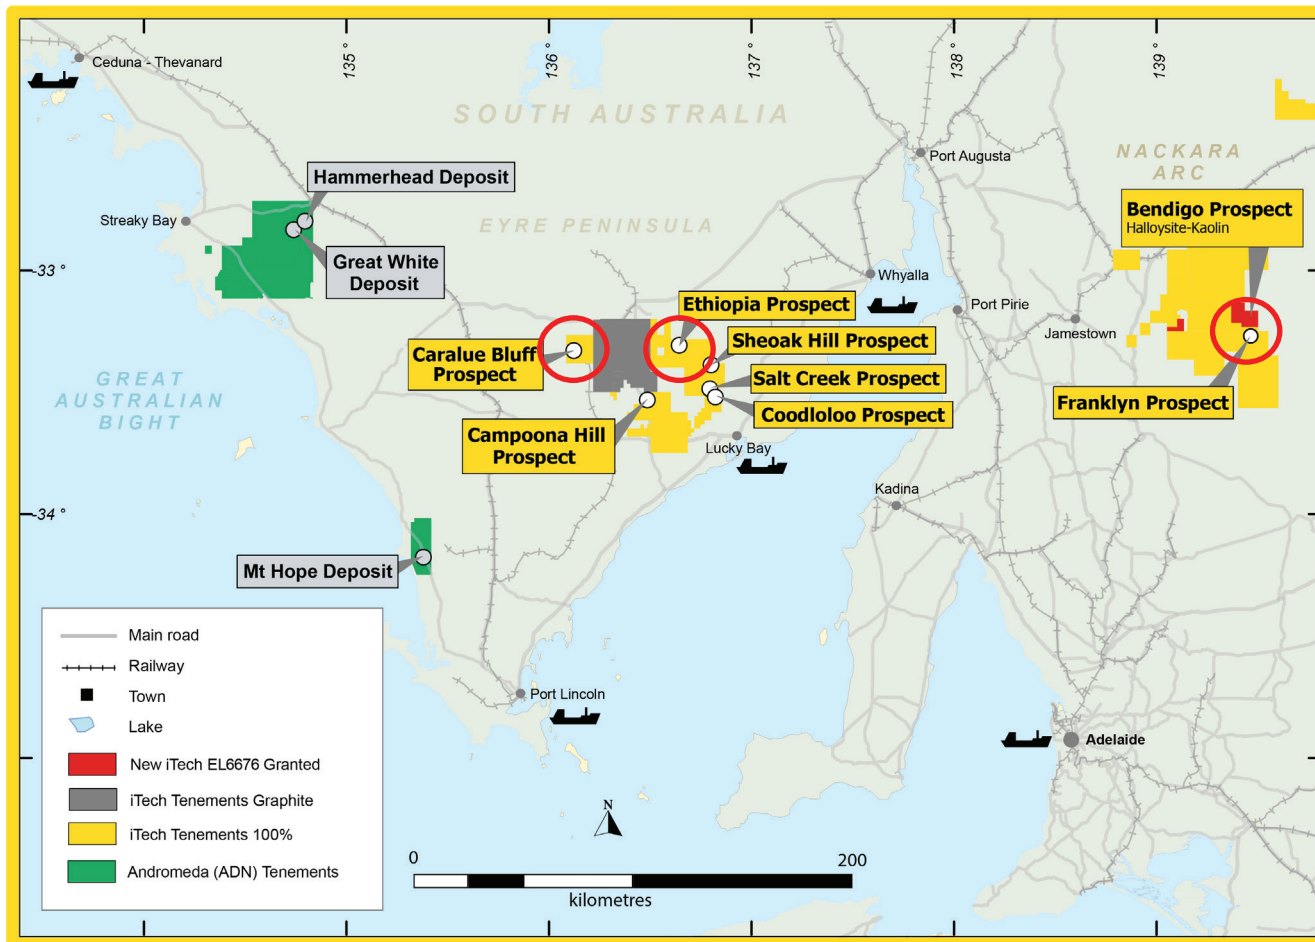 135 °
136 °
137 °
138 °
139 °
Ceduna - Thevanard
SOUTH AUSTRALIA
Port Augusta
NACKARA
ARC
Hammerhead Deposit
Streaky Bay
EYRE PENINSULA
Bendigo Prospect
Halloysite-Kaolin
Great White
Deposit
-33 °
Whyalla
Ethiopia Prospect
Port Pirie
Jamestown
Sheoak Hill Prospect
Caralue Bluff
Prospect
GREAT
AUSTRALIAN
BIGHT
Salt Creek Prospect
Franklyn Prospect
Coodloloo Prospect
Campoona Hill
Prospect
Lucky Bay
Kadina
-34 °
Mt Hope Deposit
Main road
Railway
Town
Lake
New iTech EL6676 Granted
iTech Tenements Graphite
iTech Tenements 100%
Andromeda (ADN) Tenements
Port Lincoln
Adelaide
N
0
200
kilometres